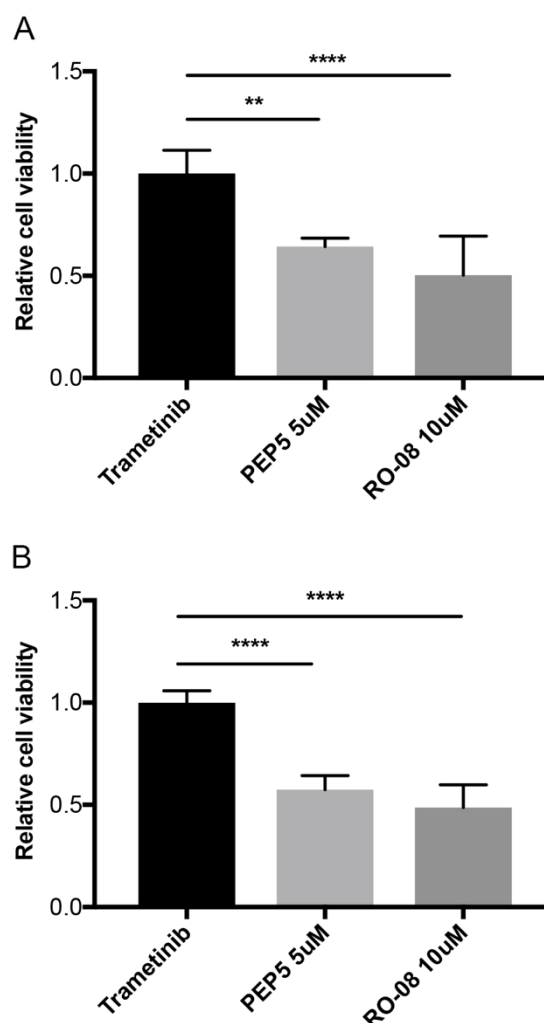 A
****
**
1.5
1.0
0.5
0.0
Relative cell viability
Trametinib
PEP5 5uM
RO-08 10uM
B
****
****
1.5
1.0
0.5
0.0
Relative cell viability
Trametinib
PEP5 5uM
RO-08 10uM